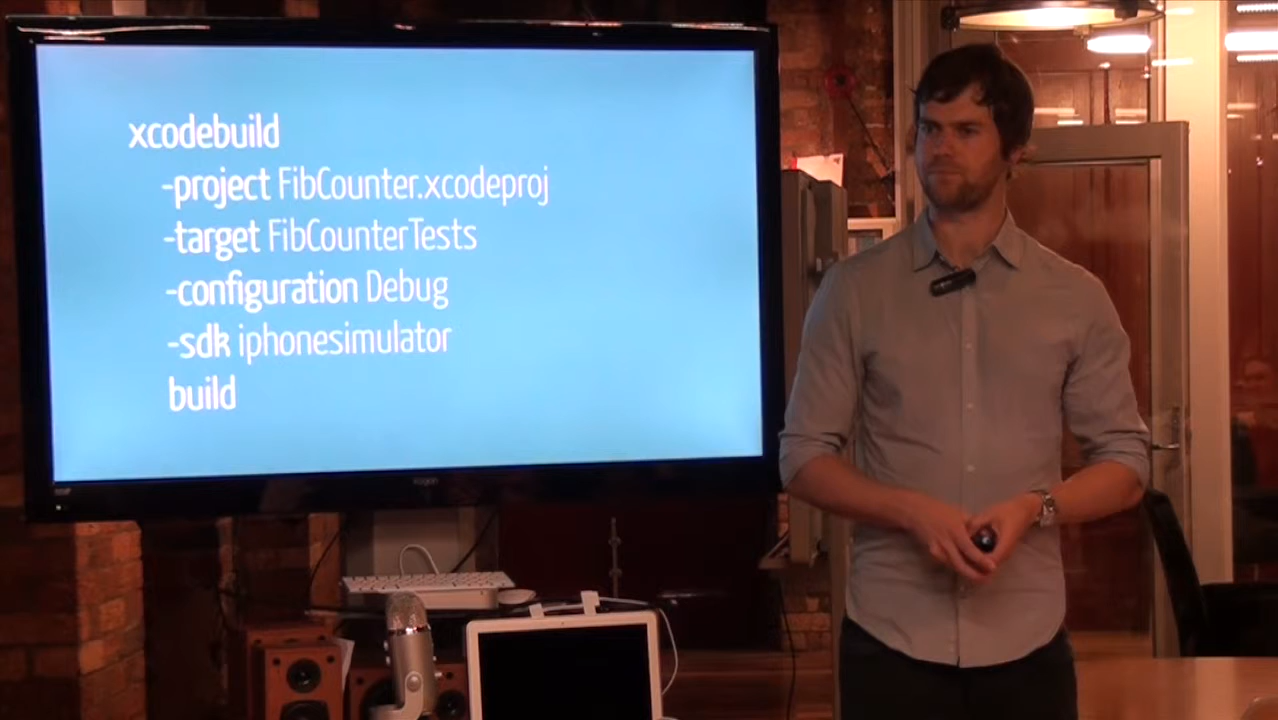 xcodebuild
-project FibCounter.xcodeproj
-target FibCounterTests
-configuration Debug
-sdk iphonesimulator
build